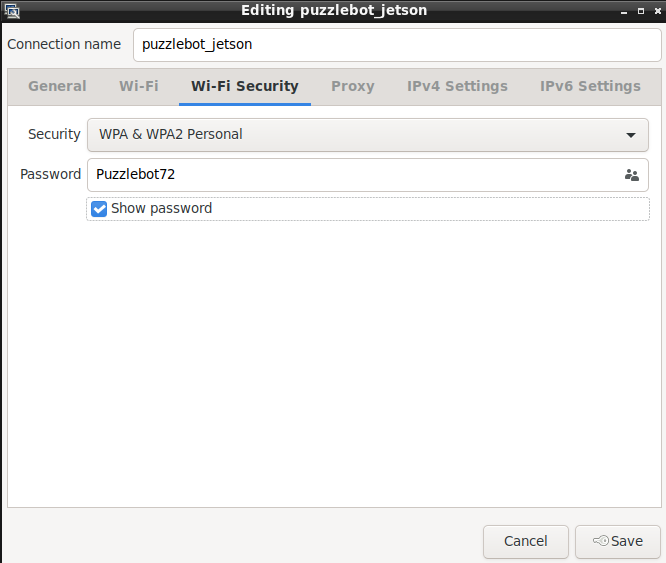 Editing puzzlebot_jetson
Connection name puzzlebot_jetson
General Wi-Fi Wi-Fi Security Proxy IPv4 Settings IPv6 Settings
Security WPA & WPA2 Personal
Password Puzzlebot72
Show password
Cancel Save